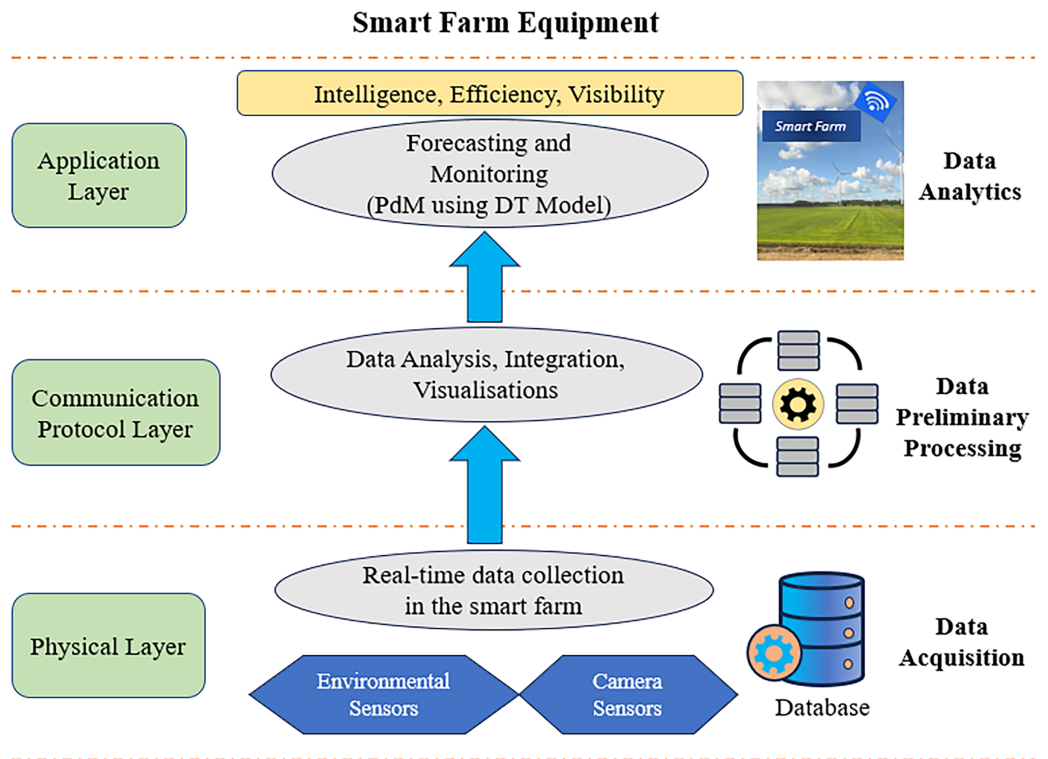 Smart Farm Equipment
Intelligence, Efficiency, Visibility
Application
Layer
Forecasting and
Monitoring
(PdM using DT Model)
Smart Farm
Data
Analytics
Communication
Protocol Layer
Data Analysis, Integration,
Visualisations
Data
Preliminary
Processing
Physical Layer
Real-time data collection
in the smart farm
Environmental
Sensors
Camera
Sensors
Database
Data
Acquisition